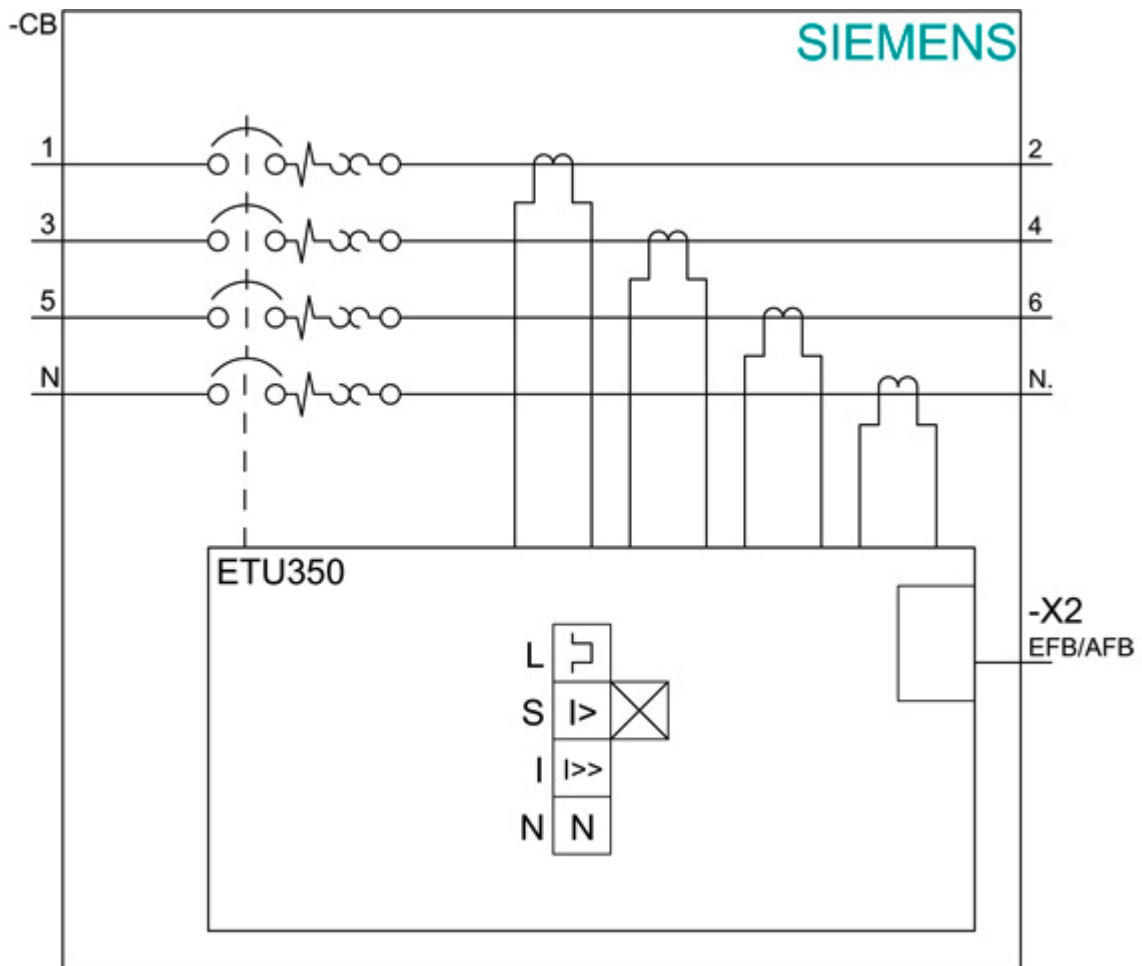 -CB
SIEMENS
1
2
3
4
5
6
N
N.
ETU350
-X2
EFB/AFB
L
S I>
I I>>
N N